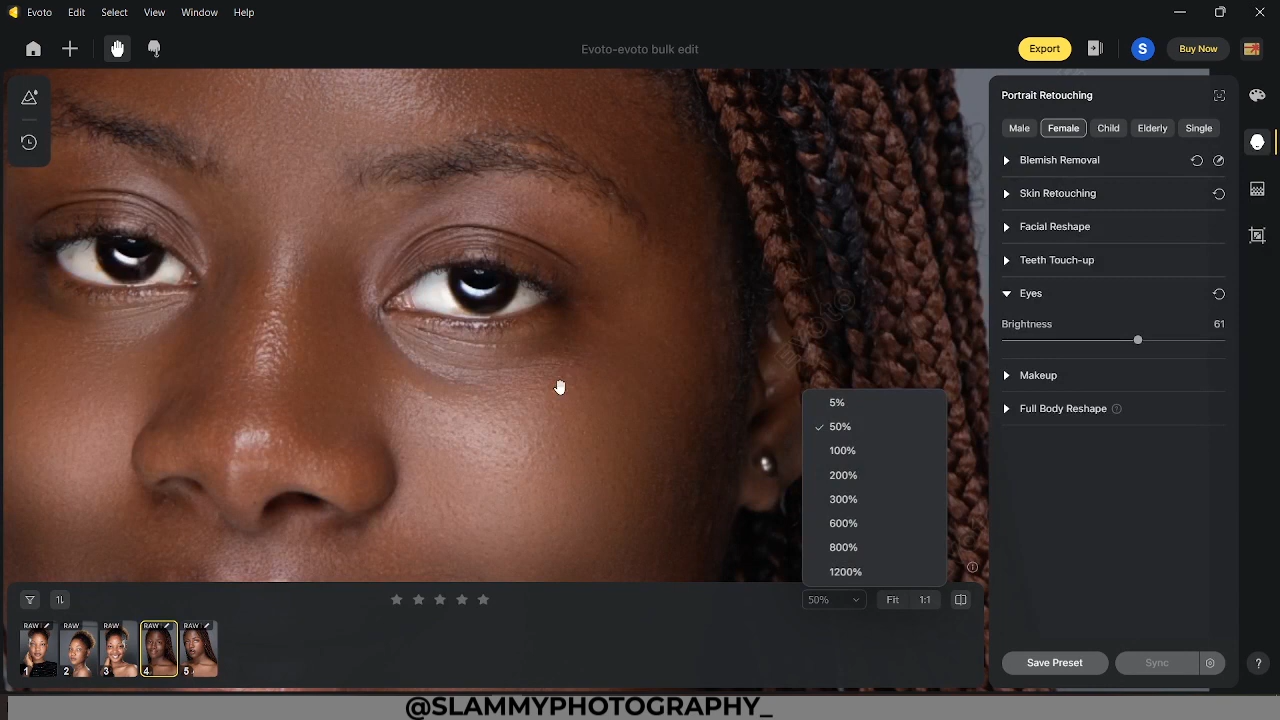 Evoto Edit Select View Window Help
Evoto-evoto bulk edit
Export
S
Buy Now
Portrait Retouching
Male Female Child Elderly Single
Blemish Removal
Skin Retouching
Facial Reshape
Teeth Touch-up
Eyes
Brightness 61
Makeup
Full Body Reshape ?
Evoto
5%
50%
100%
200%
300%
600%
800%
1200%
50% Fit 1:1
RAW RAW RAW RAW RAW
1 2 3 4 5
Save Preset Sync ?
@SLAMMYPHOTOGRAPHY_